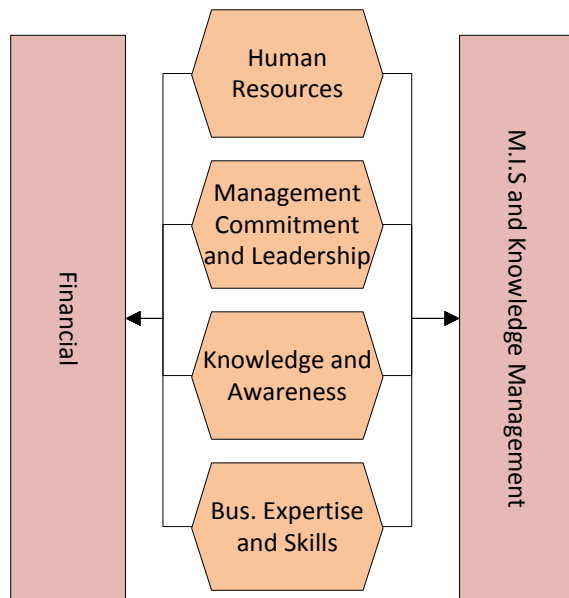 Human
Resources
Management
Commitment
and Leadership
Knowledge and
Awareness
Bus. Expertise
and Skills
Financial
M.I.S and Knowledge Management